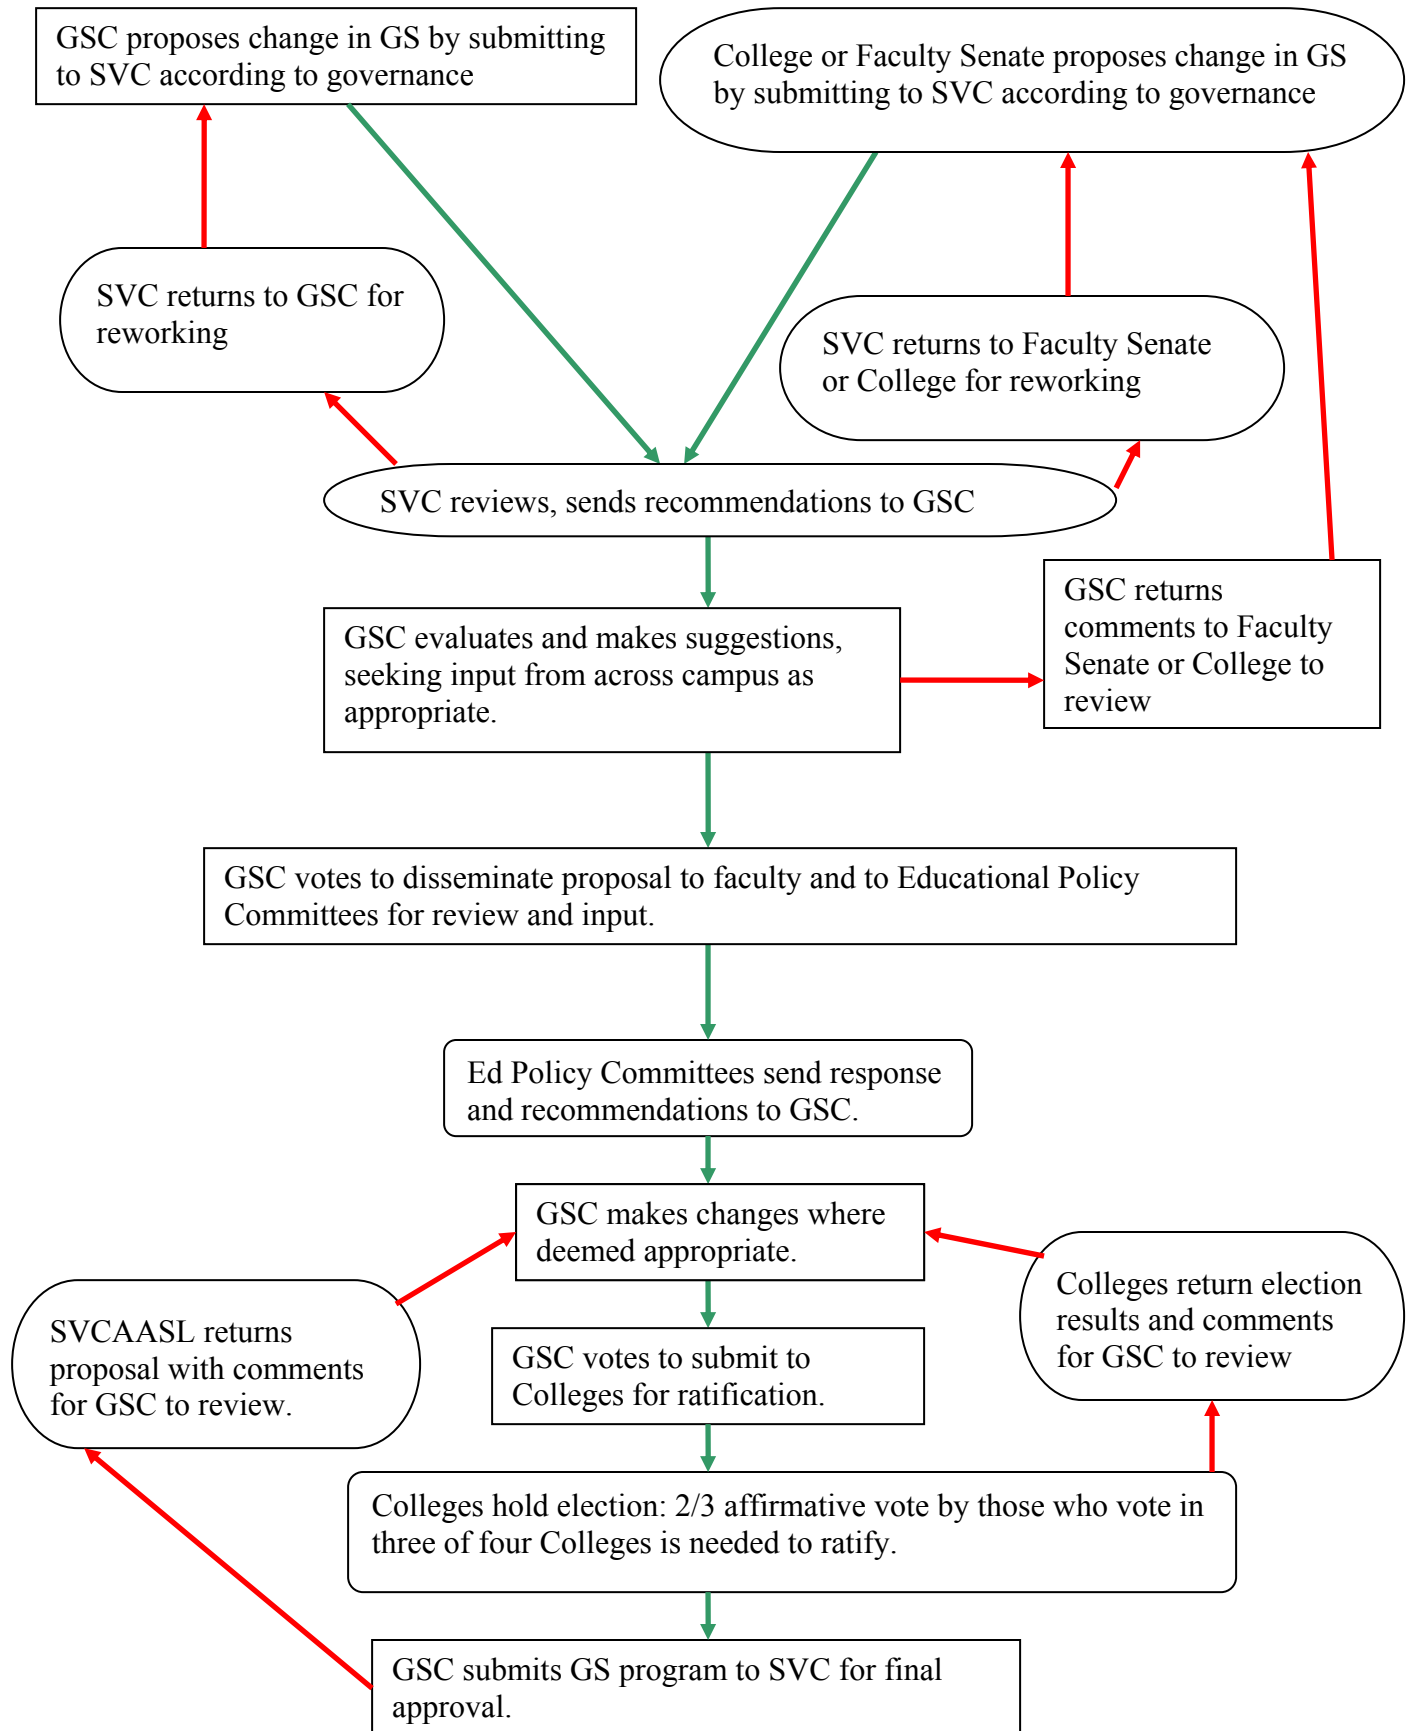 GSC proposes change in GS by submitting
to SVC according to governance
College or Faculty Senate proposes change in GS
by submitting to SVC according to governance
SVC returns to GSC for
reworking
SVC returns to Faculty Senate
or College for reworking
SVC reviews, sends recommendations to GSC
GSC returns
comments to Faculty
Senate or College to
review
GSC evaluates and makes suggestions,
seeking input from across campus as
appropriate.
GSC votes to disseminate proposal to faculty and to Educational Policy
Committees for review and input.
Ed Policy Committees send response
and recommendations to GSC.
GSC makes changes where
deemed appropriate.
Colleges return election
results and comments
for GSC to review
SVCAASL returns
proposal with comments
for GSC to review.
GSC votes to submit to
Colleges for ratification.
Colleges hold election: 2/3 affirmative vote by those who vote in
three of four Colleges is needed to ratify.
GSC submits GS program to SVC for final
approval.